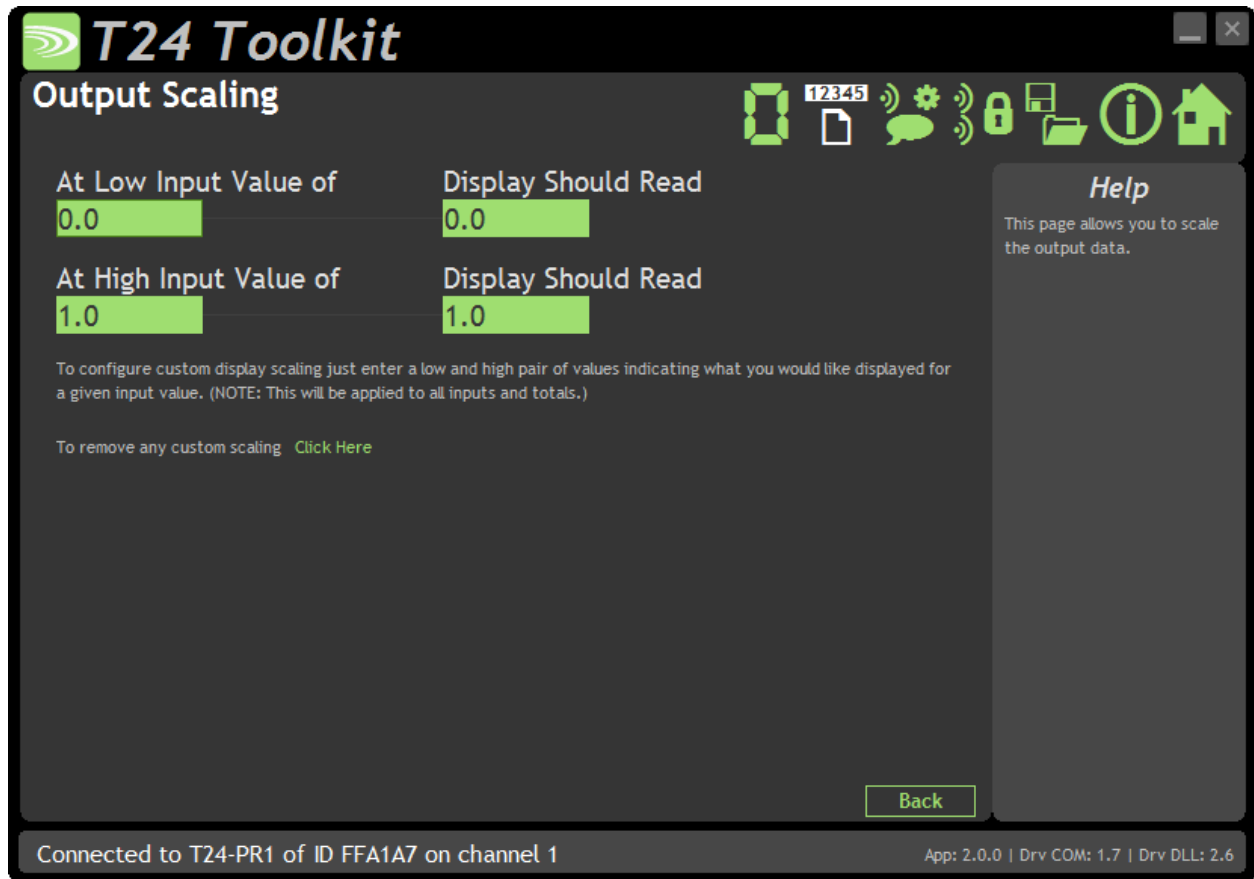 T24 Toolkit
Output Scaling
12345
At Low Input Value of
Display Should Read
0.0
0.0
At High Input Value of
Display Should Read
1.0
1.0
To configure custom display scaling just enter a low and high pair of values indicating what you would like displayed for
a given input value. (NOTE: This will be applied to all inputs and totals.)
To remove any custom scaling Click Here
Back
Help
This page allows you to scale
the output data.
Connected to T24-PR1 of ID FFA1A7 on channel 1
App: 2.0.0 | Drv COM: 1.7 | Drv DLL: 2.6